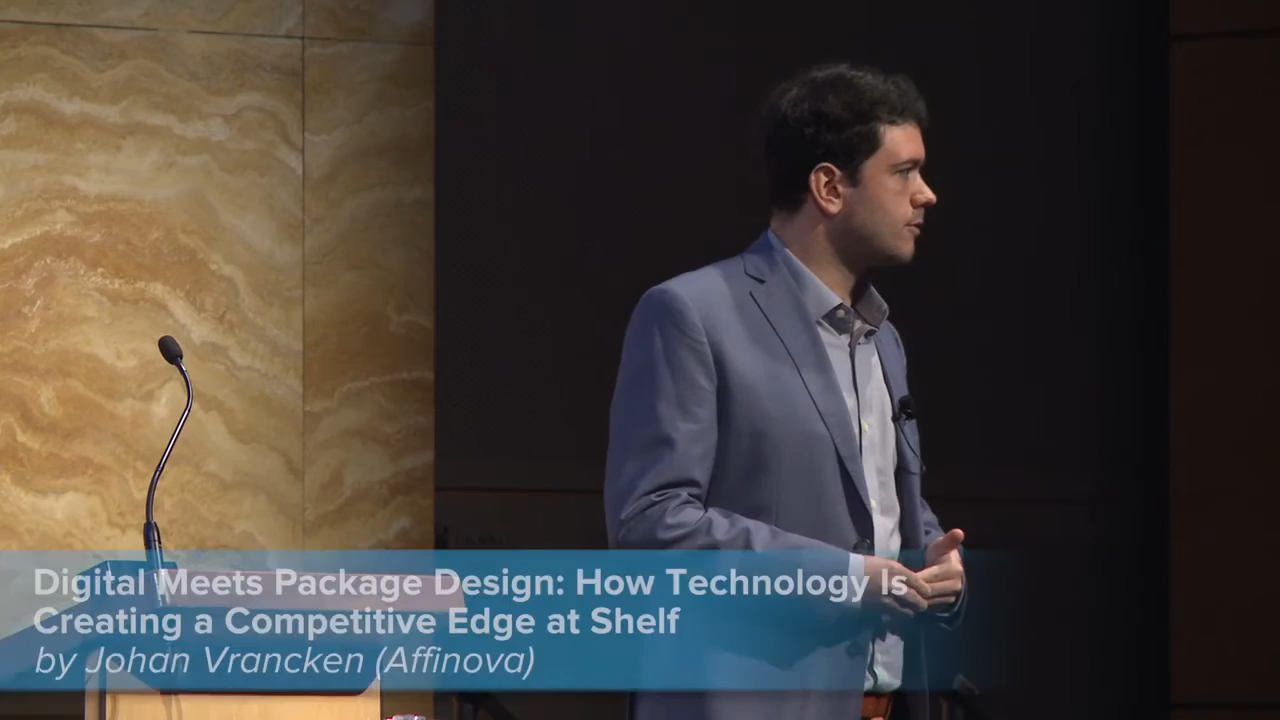 Digital Meets Package Design: How Technology Is
Creating a Competitive Edge at Shelf
by Johan Vrancken (Affinova)